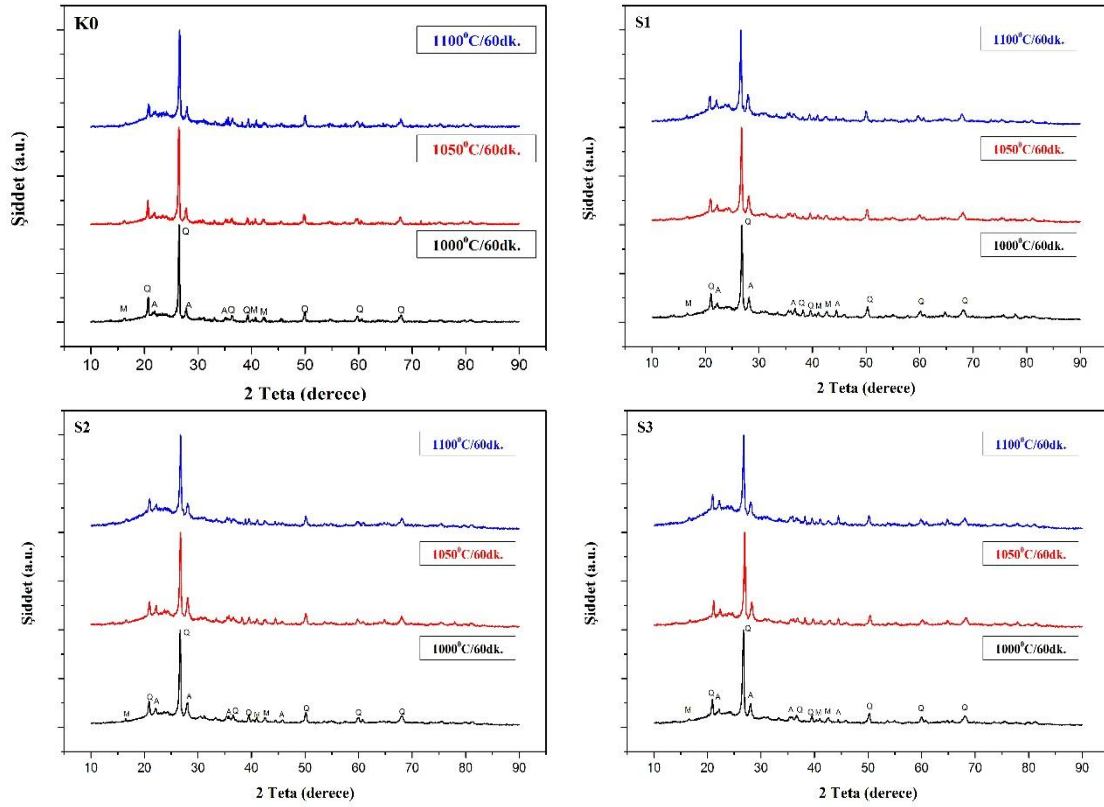 K0
1100⁰C/60dk.
1050⁰C/60dk.
1000⁰C/60dk.
Q
Q
M
A
A
A
Q
Q
M
M
Q
Q
Q
Şiddet (a.u.)
10 20 30 40 50 60 70 80 90
2 Teta (derece)
S1
1100⁰C/60dk.
1050⁰C/60dk.
1000⁰C/60dk.
Q
Q
M
A
A
A
Q
Q
M
M
A
Q
Q
Q
Şiddet (a.u.)
10 20 30 40 50 60 70 80 90
2 Teta (derece)
S2
1100⁰C/60dk.
1050⁰C/60dk.
1000⁰C/60dk.
Q
Q
M
A
A
A
Q
Q
M
M
A
Q
Q
Q
Şiddet (a.u.)
10 20 30 40 50 60 70 80 90
2 Teta (derece)
S3
1100⁰C/60dk.
1050⁰C/60dk.
1000⁰C/60dk.
Q
Q
M
A
A
A
Q
Q
M
M
A
Q
Q
Q
Şiddet (a.u.)
10 20 30 40 50 60 70 80 90
2 Teta (derece)